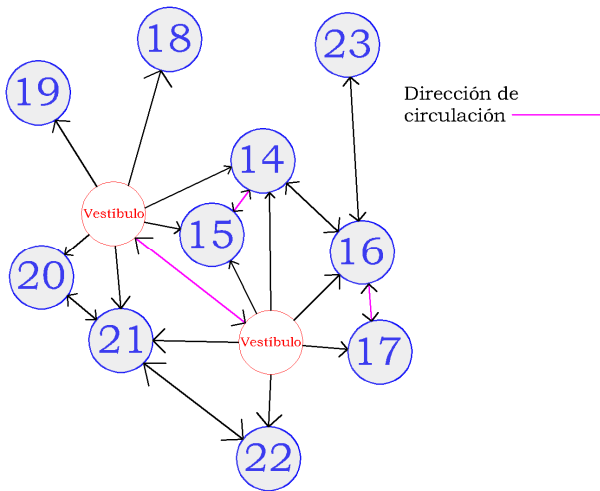 18
23
19
Dirección de
circulación
14
Vestíbulo
15
16
20
21
Vestíbulo
17
22